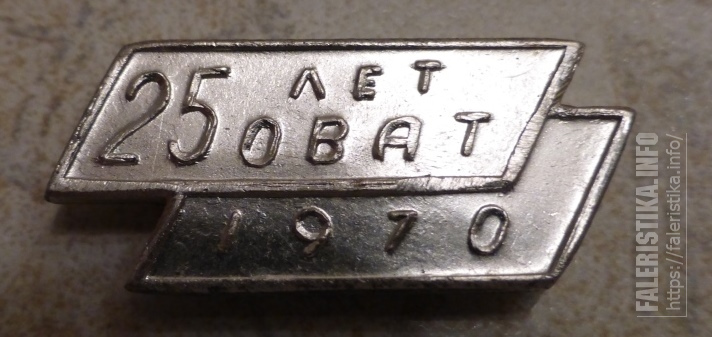 25 ЛЕТ
ОВАТ
1970
FALERISTIKA.INFO
https://faleristika.info/